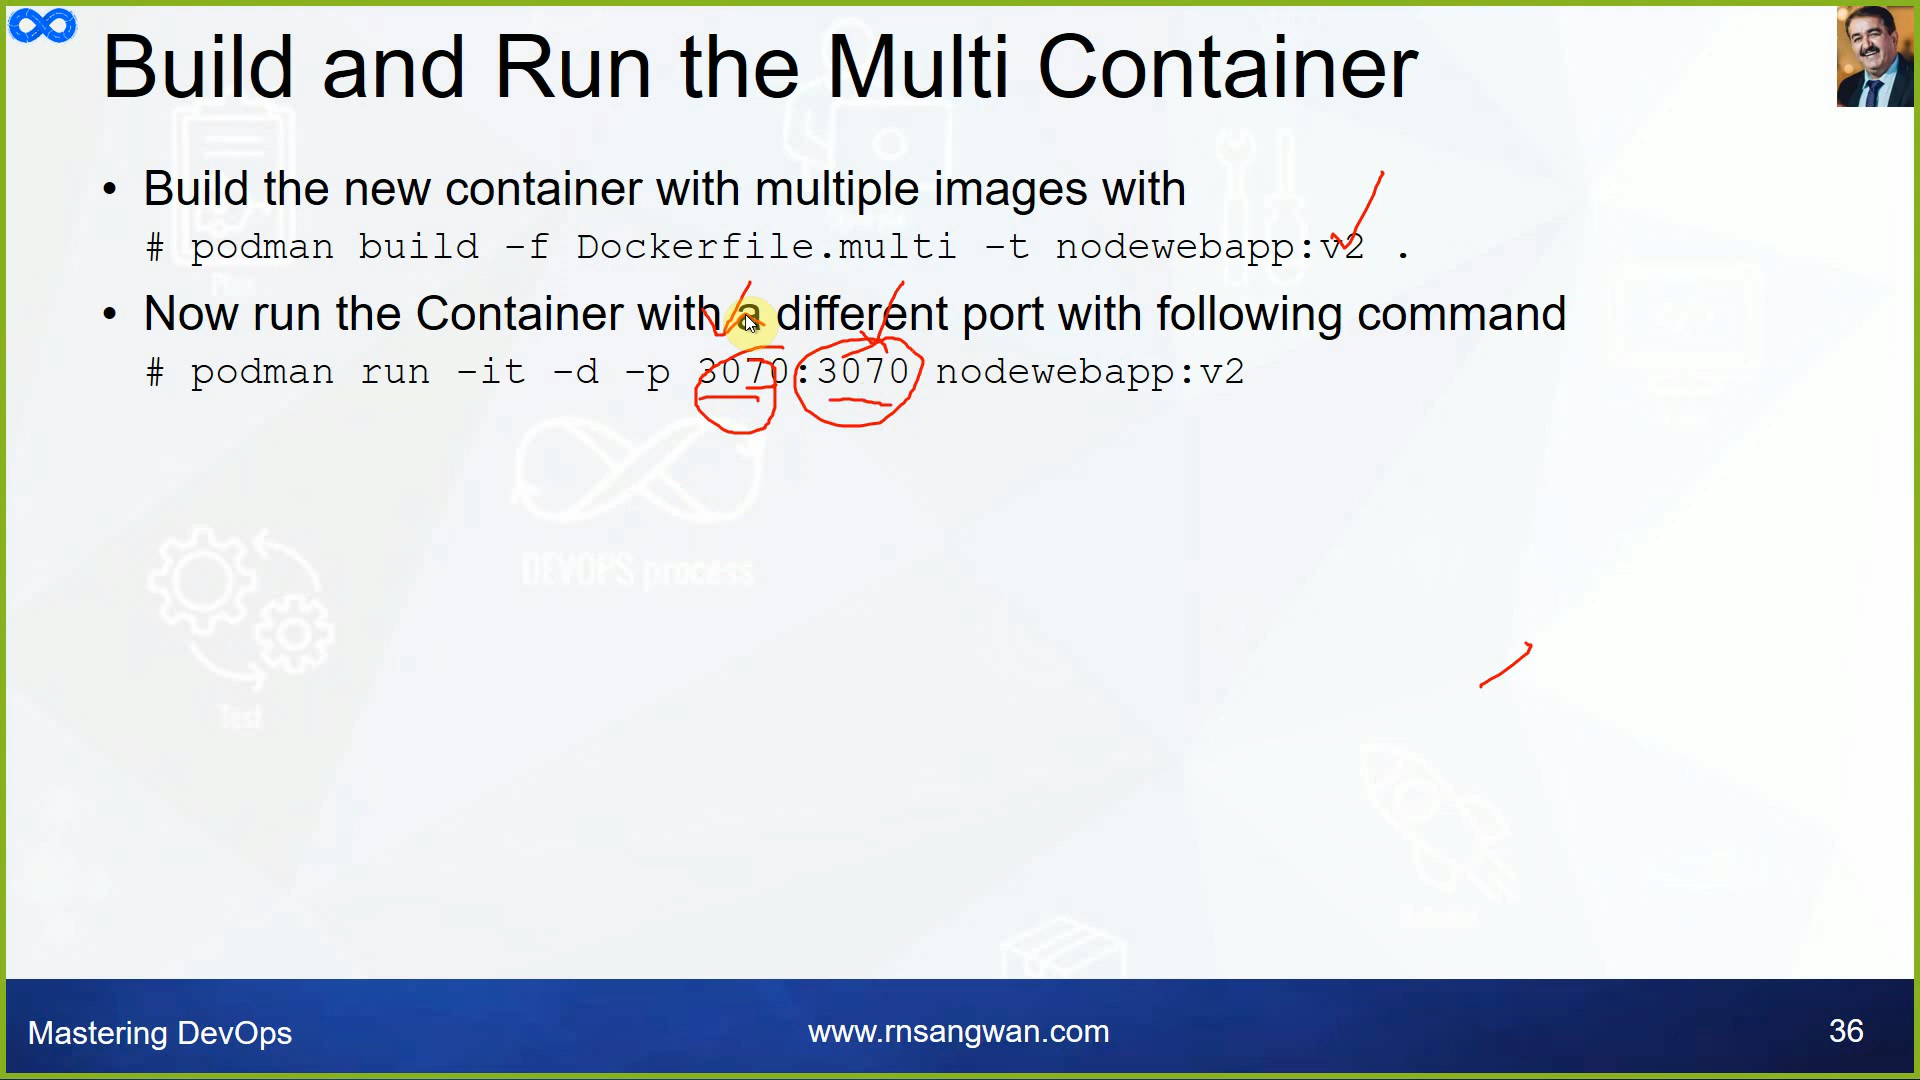 Build and Run the Multi Container
• Build the new container with multiple images with
# podman build -f Dockerfile.multi -t nodewebapp:v2 .
• Now run the Container with a different port with following command
# podman run -it -d -p 3070:3070 nodewebapp:v2
DEVOPS process
Test
Mastering DevOps
www.rnsangwan.com
36